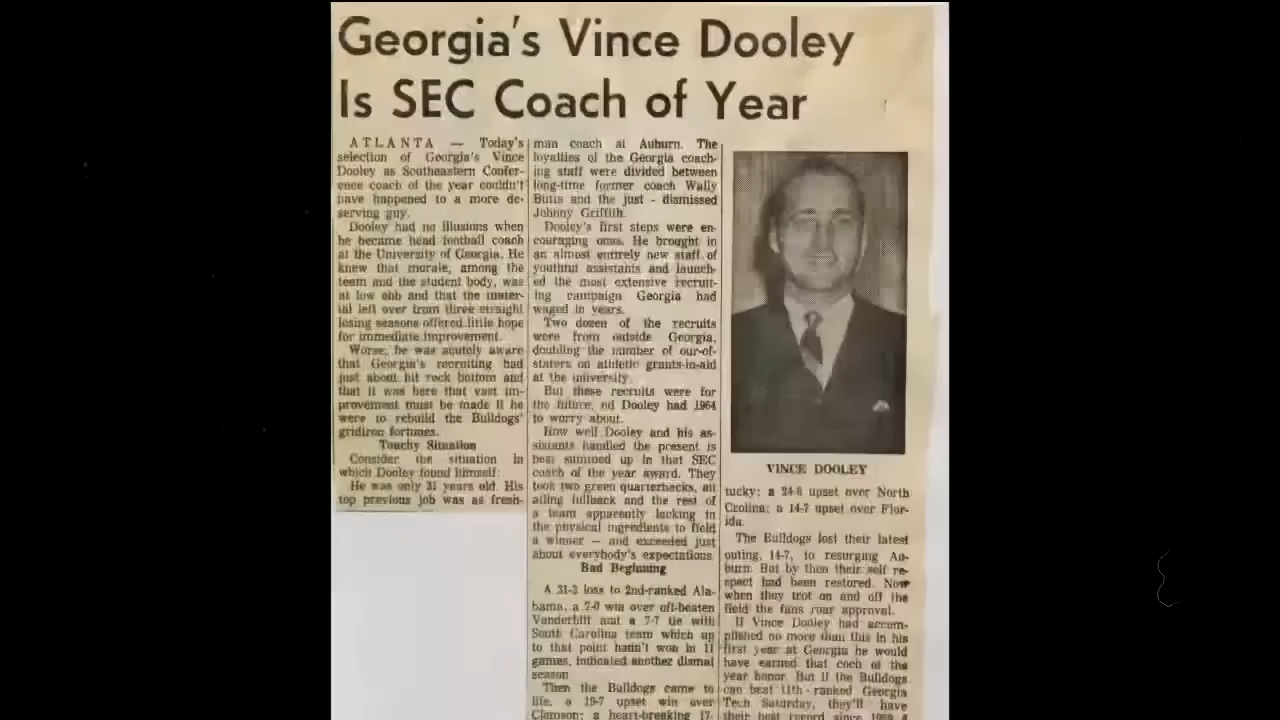 Georgia's Vince Dooley
Is SEC Coach of Year
ATLANTA — Today's
selection of Georgia's Vince
Dooley as Southeastern Confer-
ence coach of the year couldn't
have happened to a more de-
serving guy.
Dooley had no illusions when
he became head football coach
at the University of Georgia. He
knew that morale, among the
team and the student body, was
at low ebb and that the mater-
ial left over from three straight
losing seasons offered little hope
for immediate improvement.
Worse, he was acutely aware
that Georgia's recruiting had
just about hit rock bottom and
that it was here that vast im-
provement must be made if he
were to rebuild the Bulldogs'
gridiron fortunes.
Touchy Situation
Consider the situation in
which Dooley found himself:
He was only 31 years old. His
top previous job was as fresh-
man coach at Auburn. The
loyalties of the Georgia coach-
ing staff were divided between
long-time former coach Wally
Butts and the just - dismissed
Johnny Griffith.
Dooley's first steps were en-
couraging ones. He brought in
an almost entirely new staff of
youthful assistants and launch-
ed the most extensive recruit-
ing campaign Georgia had
waged in years.
Two dozen of the recruits
were from outside Georgia,
doubling the number of our-of-
staters on athletic grants-in-aid
at the university.
But these recruits were for
the future, nd Dooley had 1964
to worry about.
How well Dooley and his as-
sistants handled the present is
best summed up in that SEC
coach of the year award. They
took two green quarterbacks, an
ailing fullback and the rest of
a team apparently lacking in
the physical ingredients to field
a winner — and exceeded just
about everybody's expectations.
Bad Beginning
A 31-3 loss to 2nd-ranked Ala-
bama, a 7-0 win over oft-beaten
Vanderbilt and a 7-7 tie with
South Carolina team which up
to that point hadn't won in 11
games, indicated another dismal
season
Then the Bulldogs came to
life, a 19-7 upset win over
Clemson; a heart-breaking 17-
VINCE DOOLEY
tucky; a 24-8 upset over North
Crolina; a 14-7 upset over Flor-
ida.
The Bulldogs lost their latest
outing, 14-7, to resurging Au-
burn. But by then their self re-
spect had been restored. Now
when they trot on and off the
field the fans roar approval.
If Vince Dooley had accom-
plished no more than this in his
first year at Georgia he would
have earned that coch of the
year honor. But if the Bulldogs
can beat 11th - ranked Georgia
Tech Saturday, they'll have
their best record since